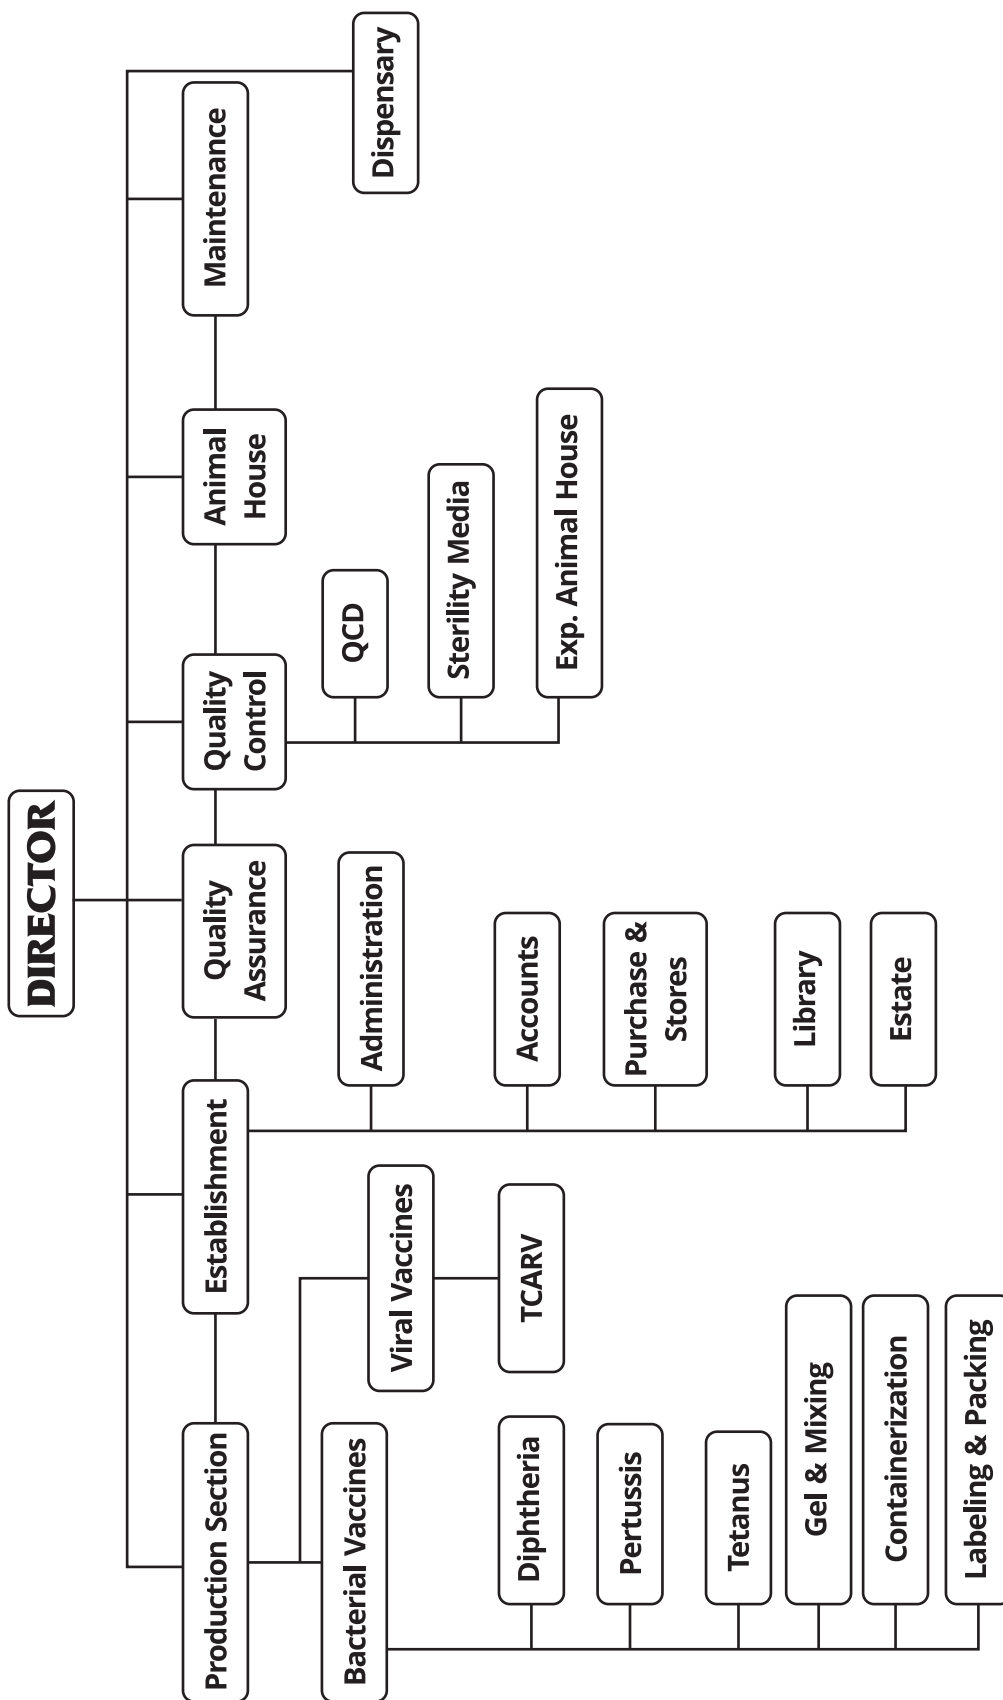 DIRECTOR
Production Section
Establishment
Quality
Assurance
Quality
Control
Animal
House
Maintenance
Dispensary
Bacterial Vaccines
Viral Vaccines
TCARV
Diphtheria
Pertussis
Tetanus
Gel & Mixing
Containerization
Labeling & Packing
Administration
Accounts
Purchase &
Stores
Library
Estate
QCD
Sterility Media
Exp. Animal House